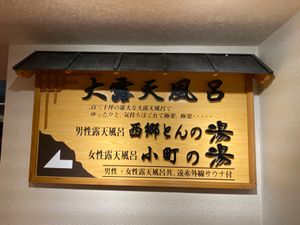 大露天風呂
二百三十坪の雄大な大露天風呂で
ゆったりと、気持ちほぐれて極楽、極楽・・・・・
男性露天風呂 西郷どんの湯
女性露天風呂 小町の湯
男性・女性露天風呂共、遠赤外線サウナ付